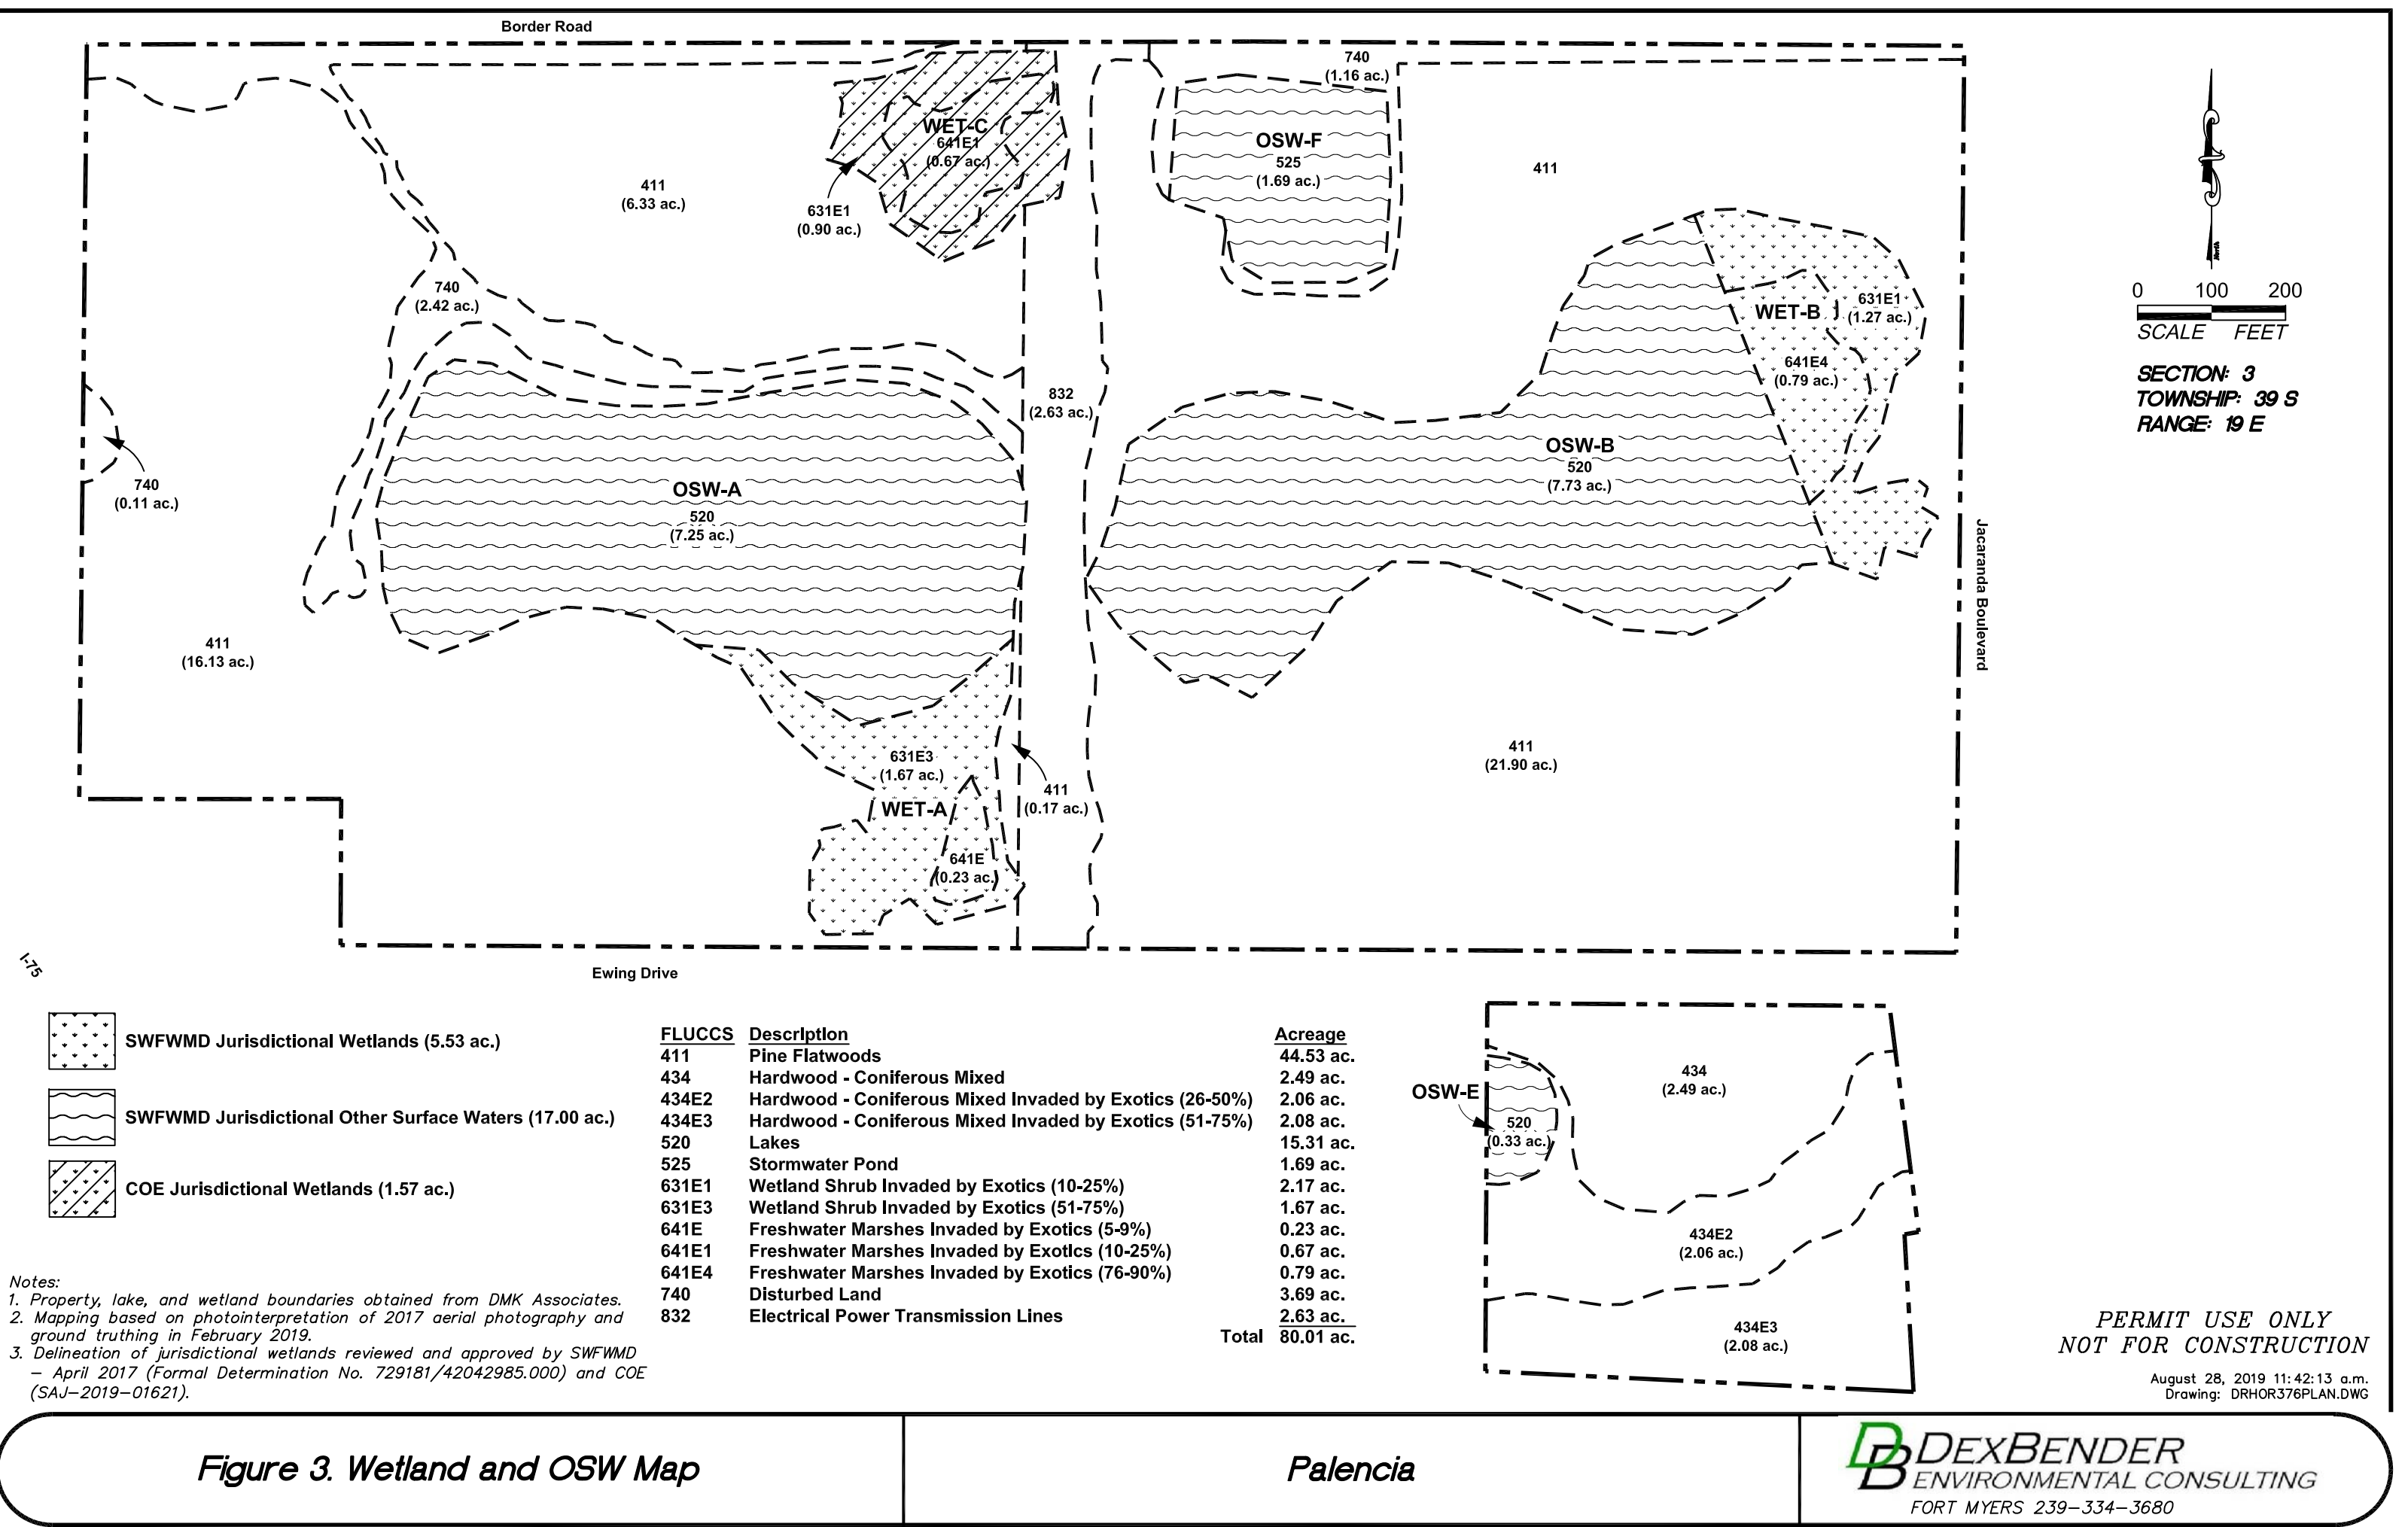 Border Road
740
(1.16 ac.)
WET-C
641E1
(0.67 ac.)
OSW-F
525
(1.69 ac.)
411
411
(6.33 ac.)
631E1
(0.90 ac.)
North
740
(2.42 ac.)
WET-B
631E1
(1.27 ac.)
641E4
(0.79 ac.)
0 100 200
SCALE FEET
SECTION: 3
TOWNSHIP: 39 S
RANGE: 19 E
832
(2.63 ac.)
OSW-B
520
(7.73 ac.)
740
(0.11 ac.)
OSW-A
520
(7.25 ac.)
Jacaranda Boulevard
411
(16.13 ac.)
631E3
(1.67 ac.)
WET-A
411
(0.17 ac.)
411
(21.90 ac.)
641E
(0.23 ac.)
I-75
Ewing Drive
SWFWMD Jurisdictional Wetlands (5.53 ac.)
SWFWMD Jurisdictional Other Surface Waters (17.00 ac.)
COE Jurisdictional Wetlands (1.57 ac.)
FLUCCS Description Acreage
411 Pine Flatwoods 44.53 ac.
434 Hardwood - Coniferous Mixed 2.49 ac.
434E2 Hardwood - Coniferous Mixed Invaded by Exotics (26-50%) 2.06 ac.
434E3 Hardwood - Coniferous Mixed Invaded by Exotics (51-75%) 2.08 ac.
520 Lakes 15.31 ac.
525 Stormwater Pond 1.69 ac.
631E1 Wetland Shrub Invaded by Exotics (10-25%) 2.17 ac.
631E3 Wetland Shrub Invaded by Exotics (51-75%) 1.67 ac.
641E Freshwater Marshes Invaded by Exotics (5-9%) 0.23 ac.
641E1 Freshwater Marshes Invaded by Exotics (10-25%) 0.67 ac.
641E4 Freshwater Marshes Invaded by Exotics (76-90%) 0.79 ac.
740 Disturbed Land 3.69 ac.
832 Electrical Power Transmission Lines 2.63 ac.
Total 80.01 ac.
OSW-E
520
(0.33 ac.)
434
(2.49 ac.)
434E2
(2.06 ac.)
434E3
(2.08 ac.)
Notes:
1. Property, lake, and wetland boundaries obtained from DMK Associates.
2. Mapping based on photointerpretation of 2017 aerial photography and
ground truthing in February 2019.
3. Delineation of jurisdictional wetlands reviewed and approved by SWFWMD
– April 2017 (Formal Determination No. 729181/42042985.000) and COE
(SAJ–2019–01621).
PERMIT USE ONLY
NOT FOR CONSTRUCTION
August 28, 2019 11:42:13 a.m.
Drawing: DRHOR376PLAN.DWG
Figure 3. Wetland and OSW Map
Palencia
DB DEXBENDER
ENVIRONMENTAL CONSULTING
FORT MYERS 239–334–3680